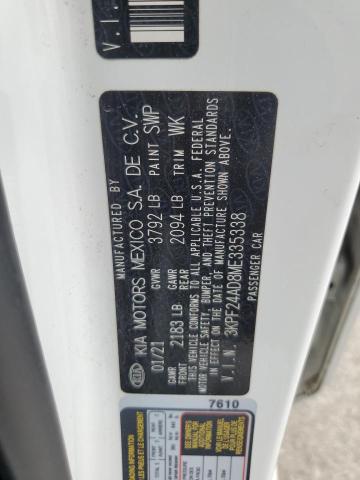 V.I.
MANUFACTURED BY
KIA KIA MOTORS MEXICO S.A. DE C.V.
01/21 GVWR 3792 LB PAINT SWP
GAWR FRONT 2183 LB GAWR REAR 2094 LB TRIM WK
THIS VEHICLE CONFORMS TO ALL APPLICABLE U.S.A. FEDERAL
MOTOR VEHICLE SAFETY, BUMPER, AND THEFT PREVENTION STANDARDS
IN EFFECT ON THE DATE OF MANUFACTURE SHOWN ABOVE.
V.I.N. 3KPF24AD8ME335338
PASSENGER CAR
7610